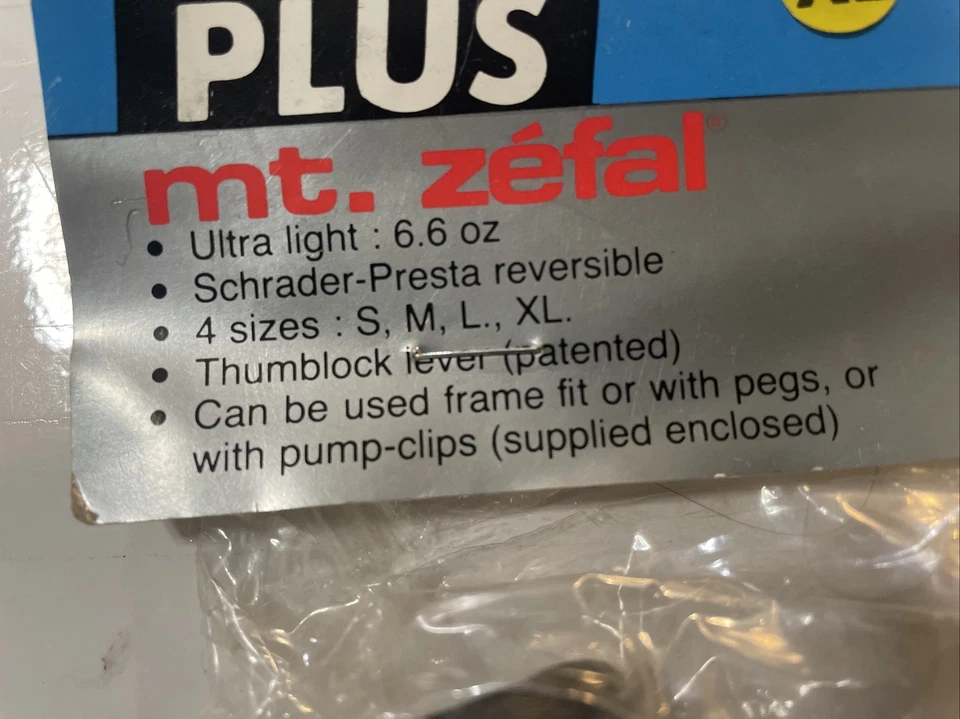 PLUS
mt. zéfal®
• Ultra light : 6.6 oz
• Schrader-Presta reversible
• 4 sizes : S, M, L., XL.
• Thumblock lever (patented)
• Can be used frame fit or with pegs, or
with pump-clips (supplied enclosed)